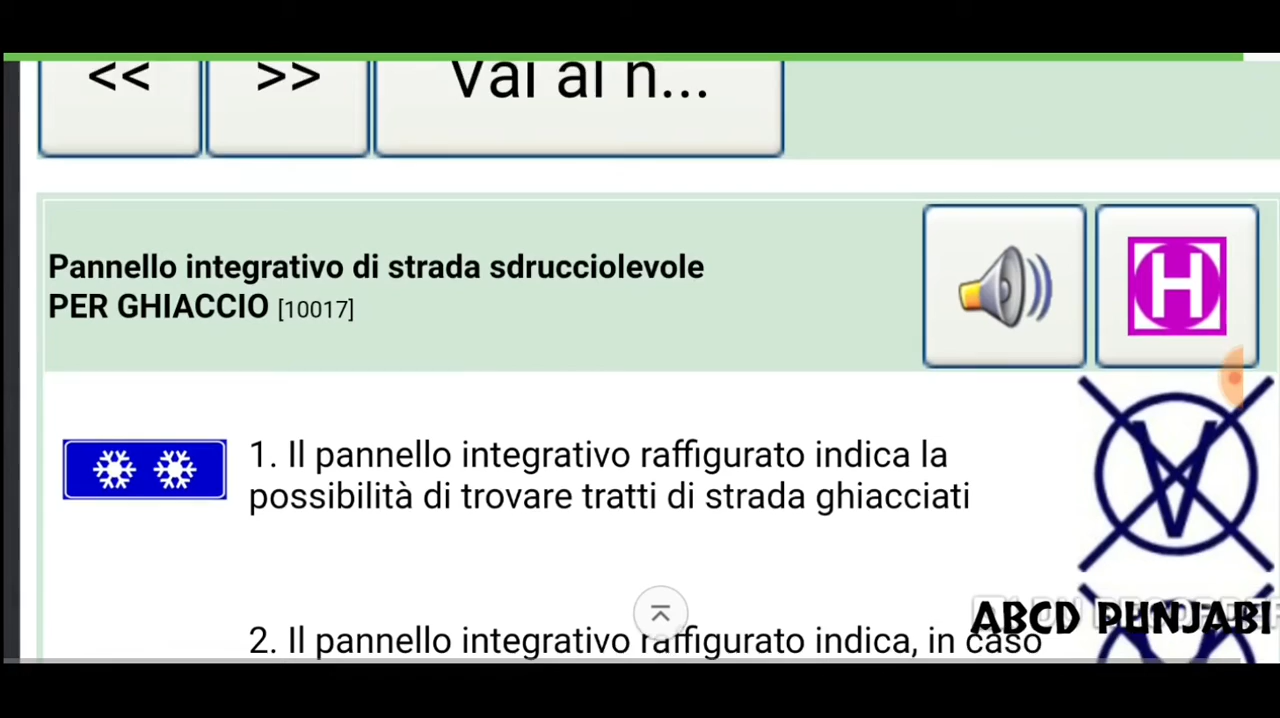 << >> Vai al n...
Pannello integrativo di strada sdrucciolevole
PER GHIACCIO [10017]
H
1. Il pannello integrativo raffigurato indica la
possibilità di trovare tratti di strada ghiacciati
V
ABCD PUNJABI
2. Il pannello integrativo raffigurato indica, in caso